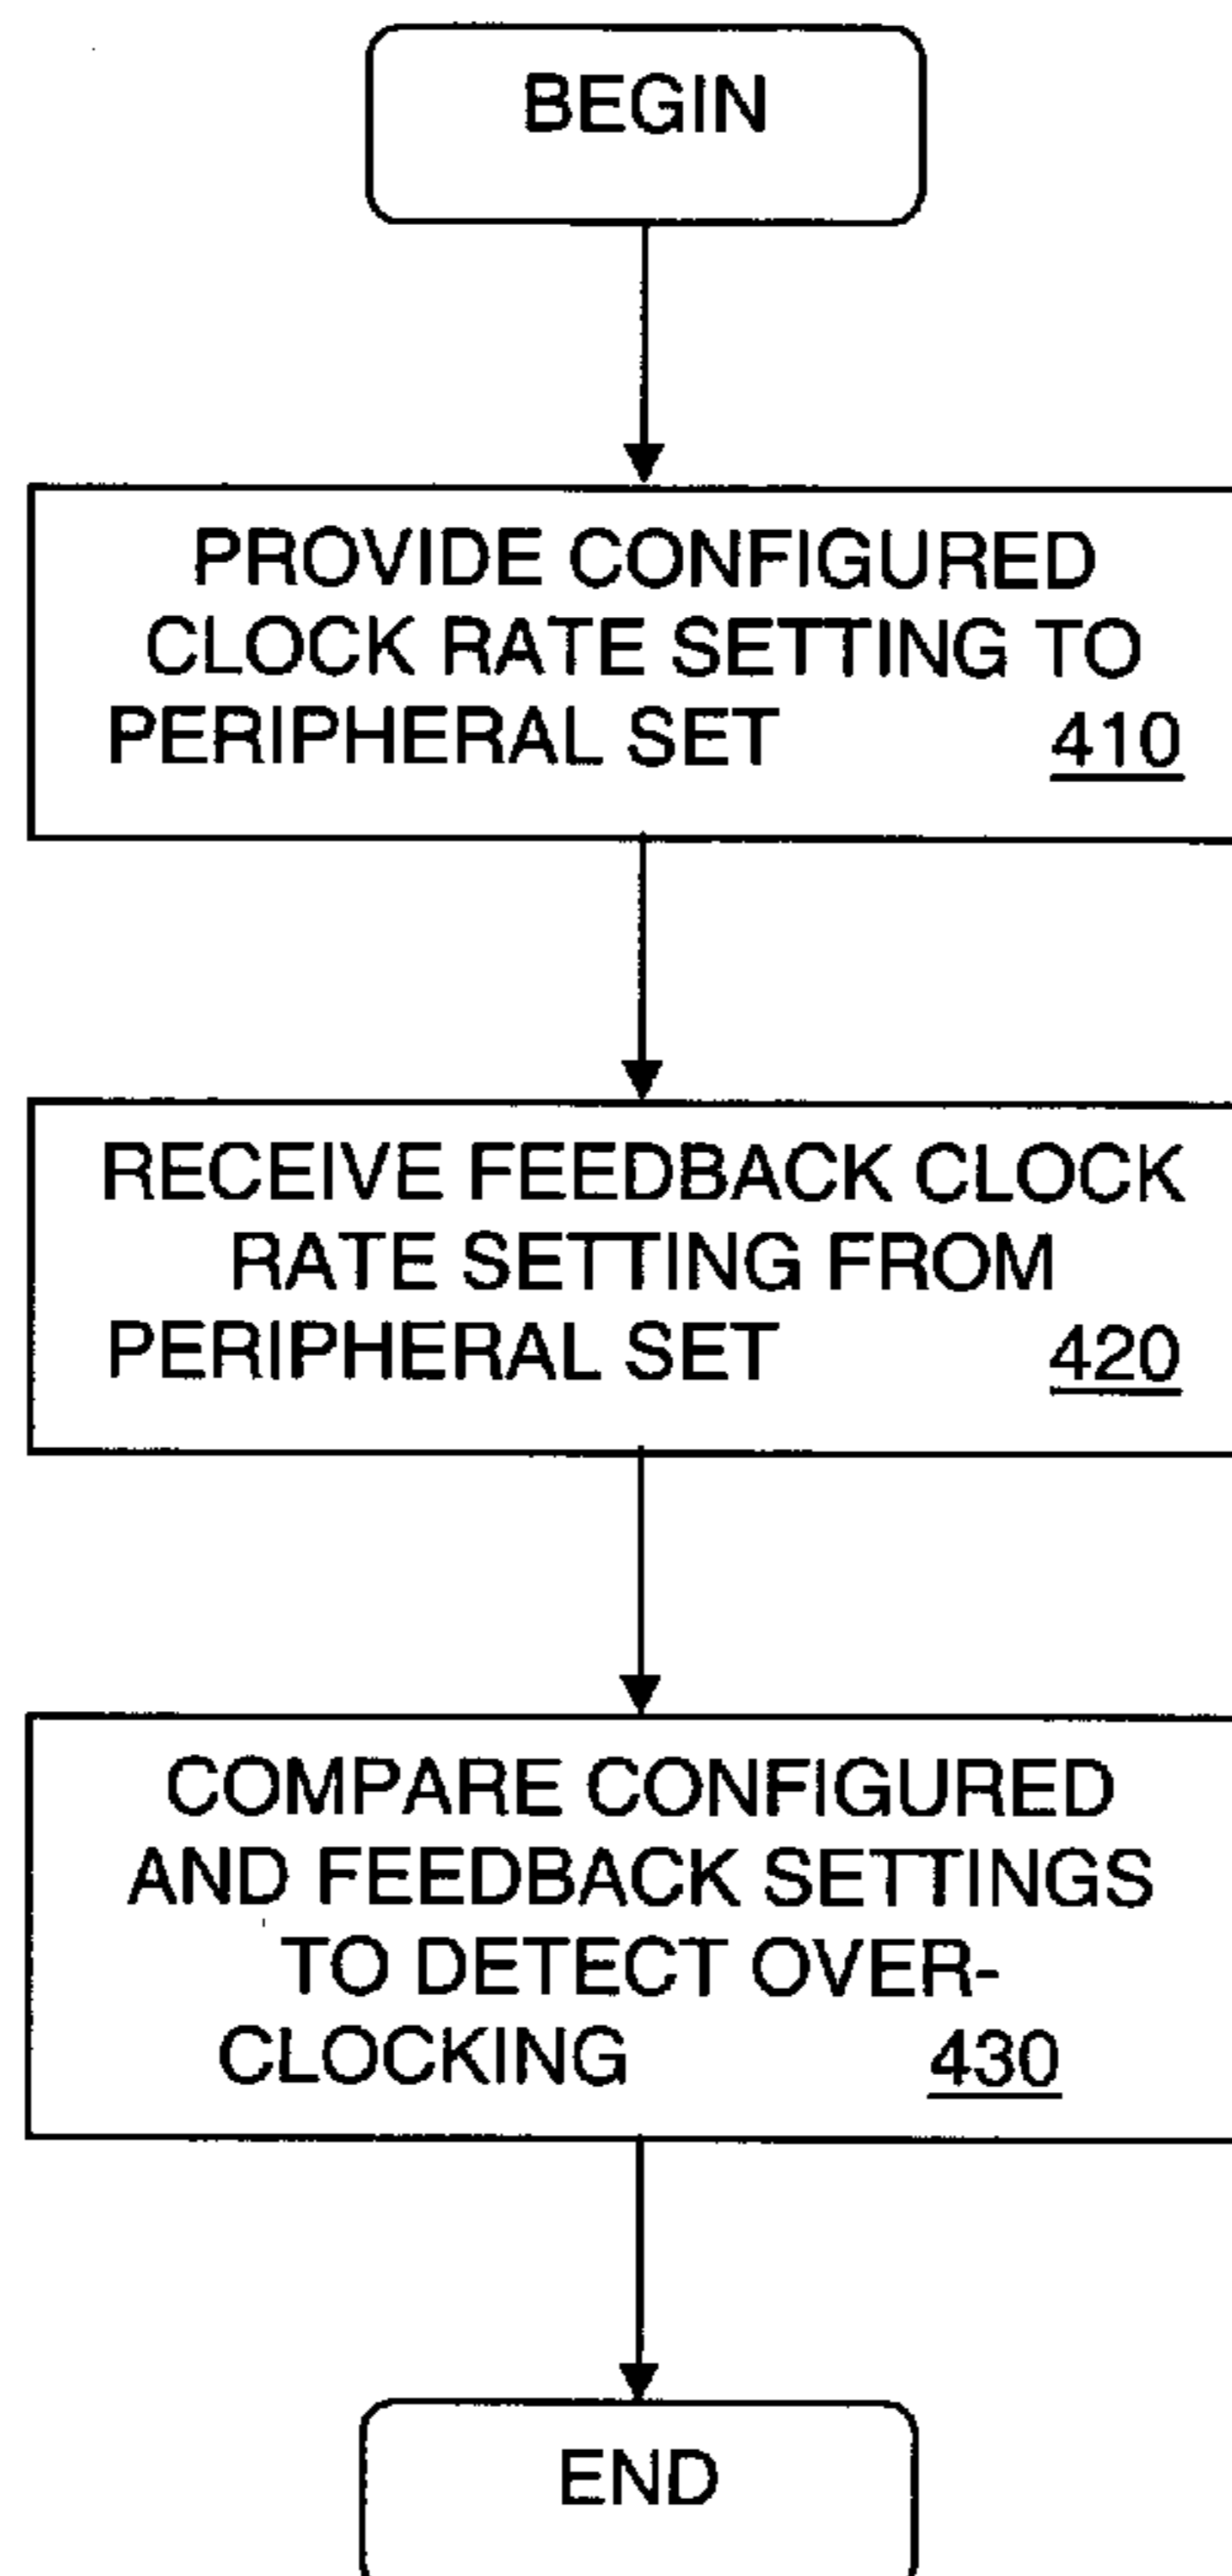 BEGIN
PROVIDE CONFIGURED
CLOCK RATE SETTING TO
PERIPHERAL SET 410
RECEIVE FEEDBACK CLOCK
RATE SETTING FROM
PERIPHERAL SET 420
COMPARE CONFIGURED
AND FEEDBACK SETTINGS
TO DETECT OVER-
CLOCKING 430
END